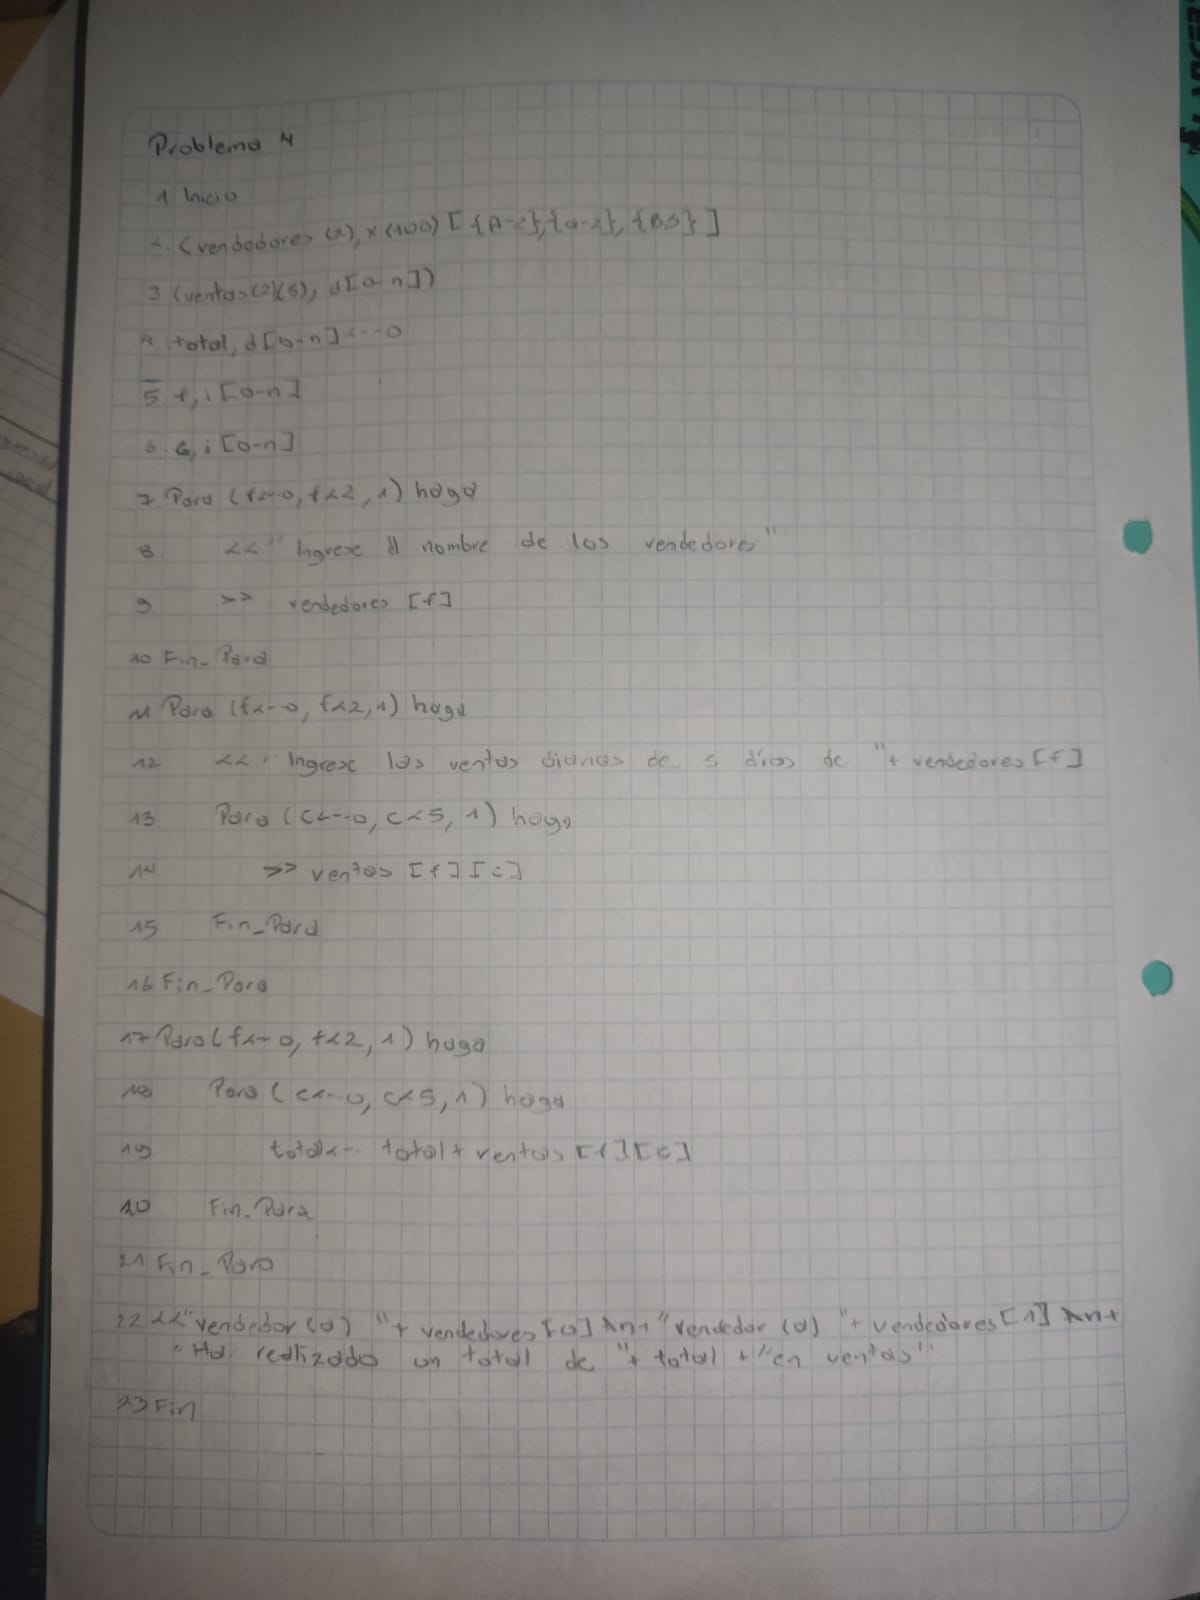 Problema 4
1 Inicio
2. (vendedores (2), x(100) [{A-Z},{a-z},{BS}]
3 (ventas(2)(5), d[0-n])
4 (total, d[0-n]<--0
5 f, i [0-n]
6. c, i [0-n]
7 Para (f<--0, f<2, 1) haga
8 << "Ingrese el nombre de los vendedores"
9 >> vendedores [f]
10 Fin_Para
11 Para (f<--0, f<2, 1) haga
12 << "Ingrese las ventas diarias de 5 días de "+ vendedores [f]
13 Para (c<--0, c<5, 1) haga
14 >> ventas [f][c]
15 Fin_Para
16 Fin_Para
17 Para (f<--0, f<2, 1) haga
18 Para (c<--0, c<5, 1) haga
19 total<-- total + ventas [f][c]
20 Fin_Para
21 Fin_Para
22 <<"vendedor(a) "+ vendedores[0] \n+ "vendedor (a) "+ vendedores [1] \n+
"Ha realizado un total de "+ total + "en ventas"
23 Fin